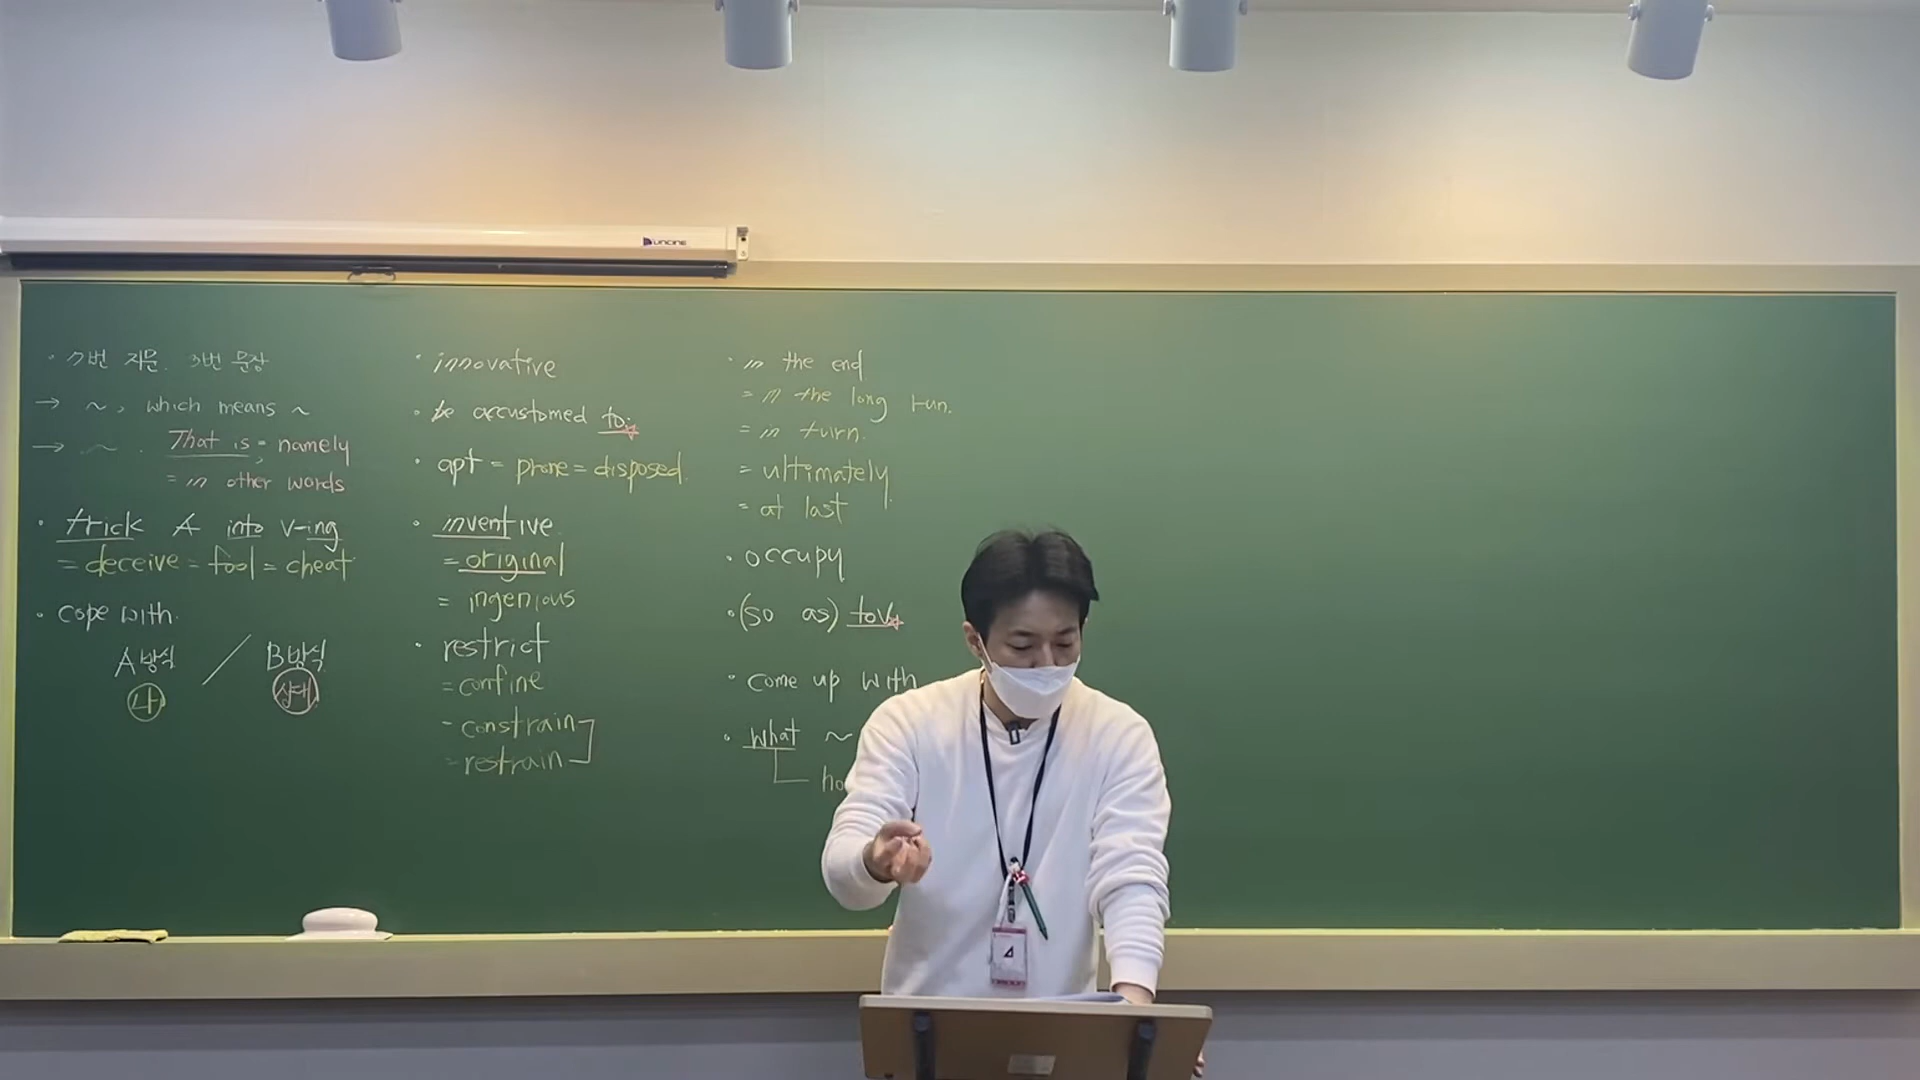 · 7번 지문. 3번 문장
→ ~, which means ~
→ ~. That is, = namely
= in other words
· trick A into v-ing
= deceive = fool = cheat
· cope with.
A방식 / B방식
나 상대
· innovative
· be accustomed to
· apt = prone = disposed.
· inventive.
= original
= ingenious
· restrict
= confine
- constrain
= restrain
· in the end
= in the long run.
= in turn.
= ultimately
= at last
· occupy
· (so as) to v
· come up with
· what ~
UNCINE